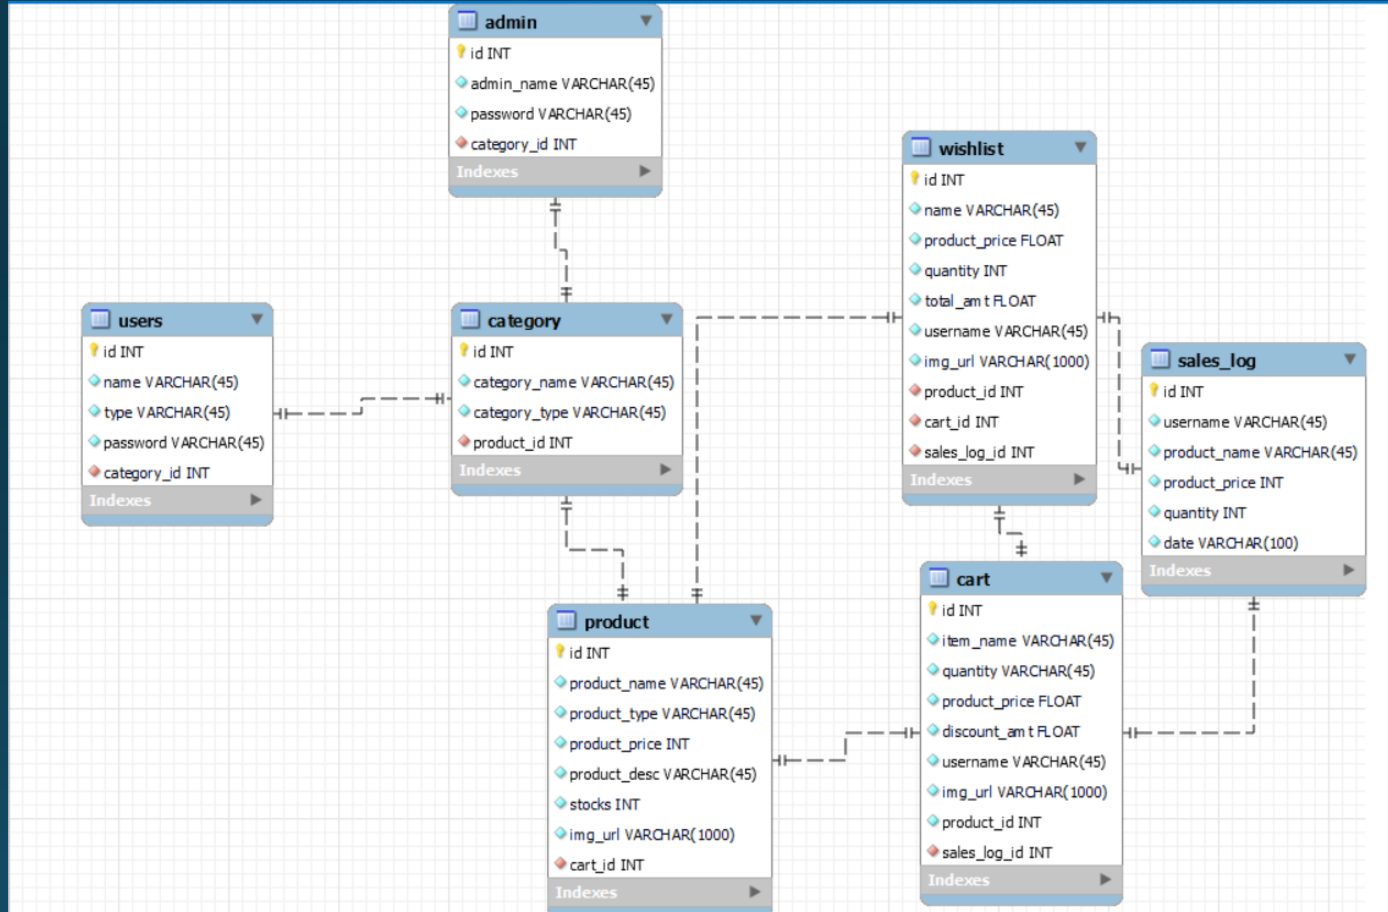 admin
id INT
admin_name VARCHAR(45)
password VARCHAR(45)
category_id INT
Indexes
wishlist
id INT
name VARCHAR(45)
product_price FLOAT
quantity INT
total_amt FLOAT
username VARCHAR(45)
img_url VARCHAR(1000)
product_id INT
cart_id INT
sales_log_id INT
Indexes
users
id INT
name VARCHAR(45)
type VARCHAR(45)
password VARCHAR(45)
category_id INT
Indexes
category
id INT
category_name VARCHAR(45)
category_type VARCHAR(45)
product_id INT
Indexes
sales_log
id INT
username VARCHAR(45)
product_name VARCHAR(45)
product_price INT
quantity INT
date VARCHAR(100)
Indexes
product
id INT
product_name VARCHAR(45)
product_type VARCHAR(45)
product_price INT
product_desc VARCHAR(45)
stocks INT
img_url VARCHAR(1000)
cart_id INT
Indexes
cart
id INT
item_name VARCHAR(45)
quantity VARCHAR(45)
product_price FLOAT
discount_amt FLOAT
username VARCHAR(45)
img_url VARCHAR(1000)
product_id INT
sales_log_id INT
Indexes